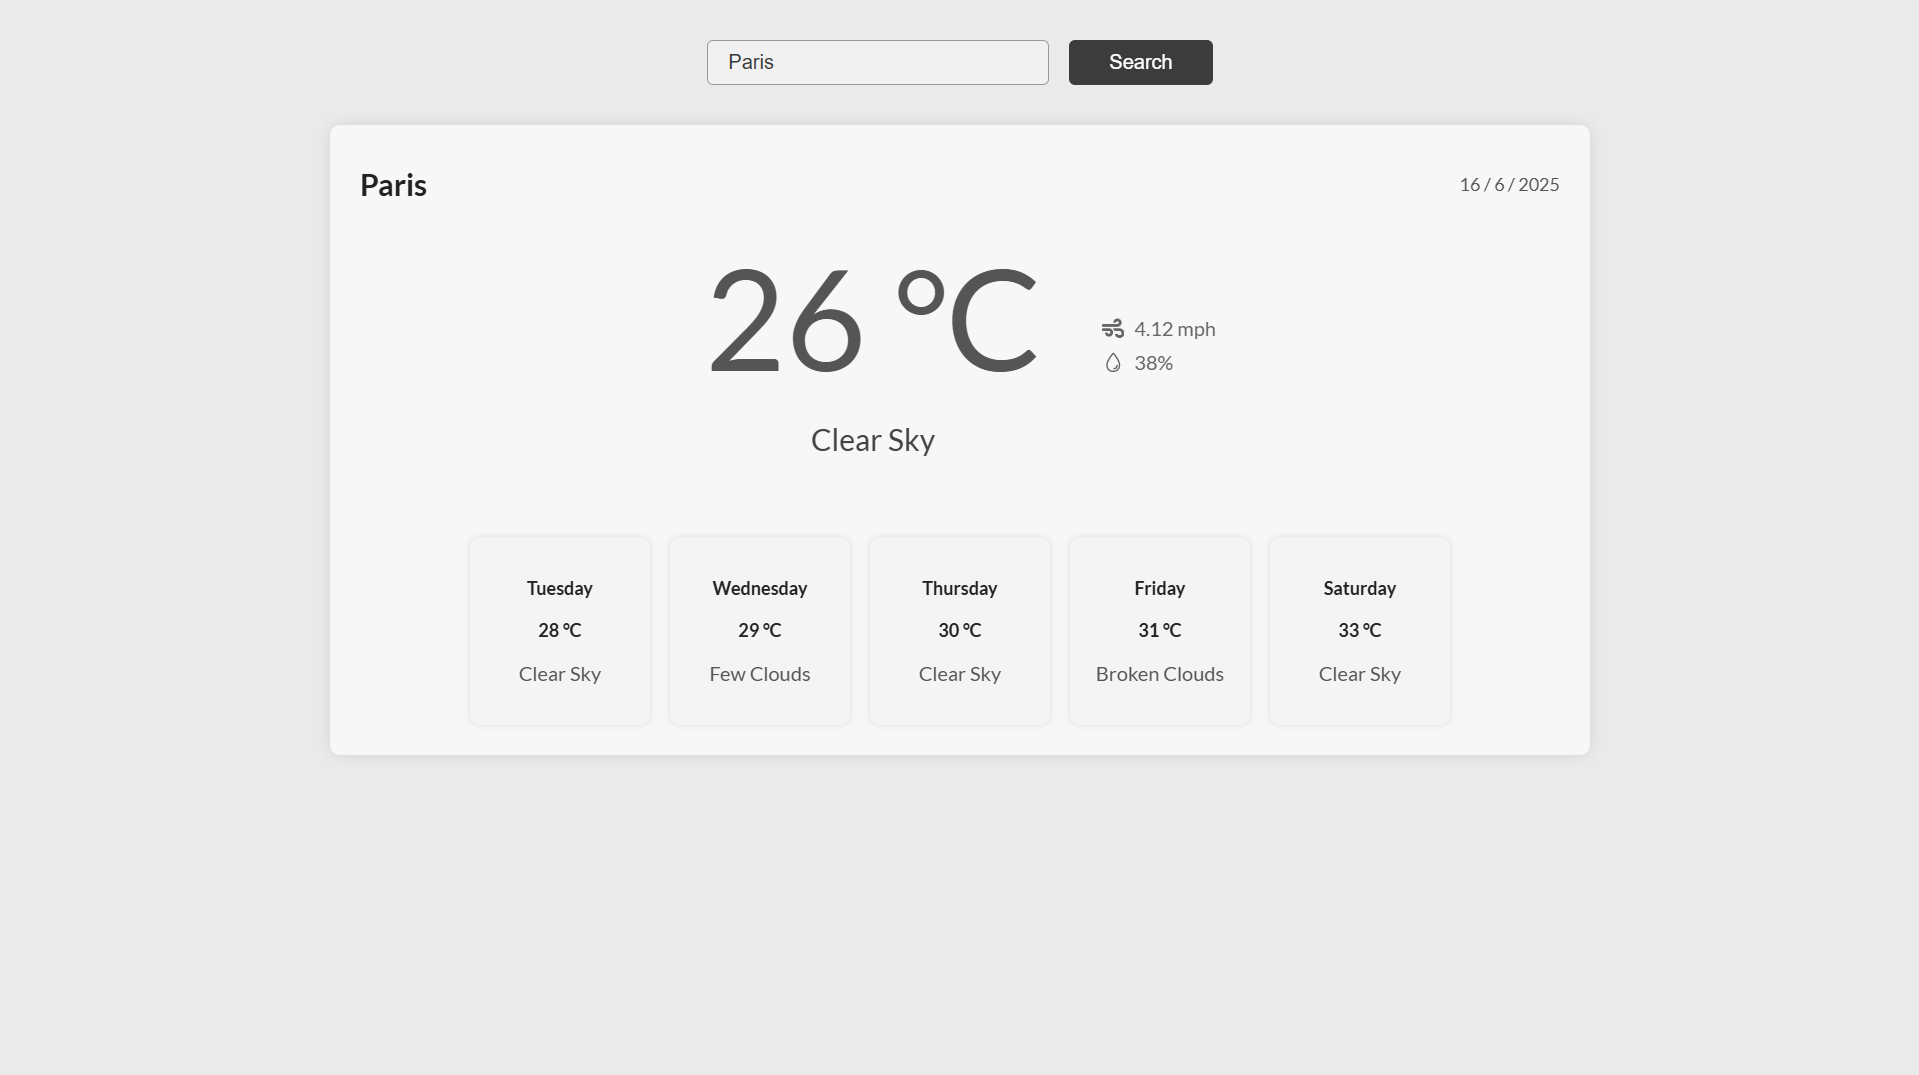 Paris
Search
Paris
16 / 6 / 2025
26 °C
4.12 mph
38%
Clear Sky
Tuesday
28 °C
Clear Sky
Wednesday
29 °C
Few Clouds
Thursday
30 °C
Clear Sky
Friday
31 °C
Broken Clouds
Saturday
33 °C
Clear Sky